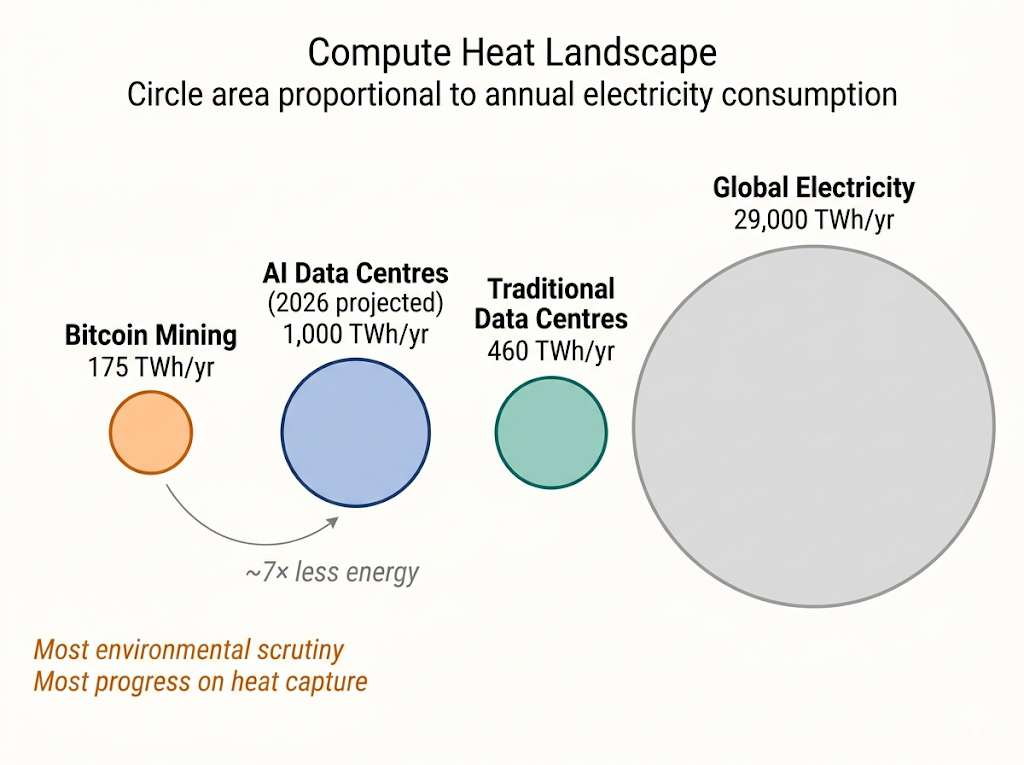 Compute Heat Landscape
Circle area proportional to annual electricity consumption
Bitcoin Mining
175 TWh/yr
AI Data Centres
(2026 projected)
1,000 TWh/yr
Traditional
Data Centres
460 TWh/yr
Global Electricity
29,000 TWh/yr
~7× less energy
Most environmental scrutiny
Most progress on heat capture